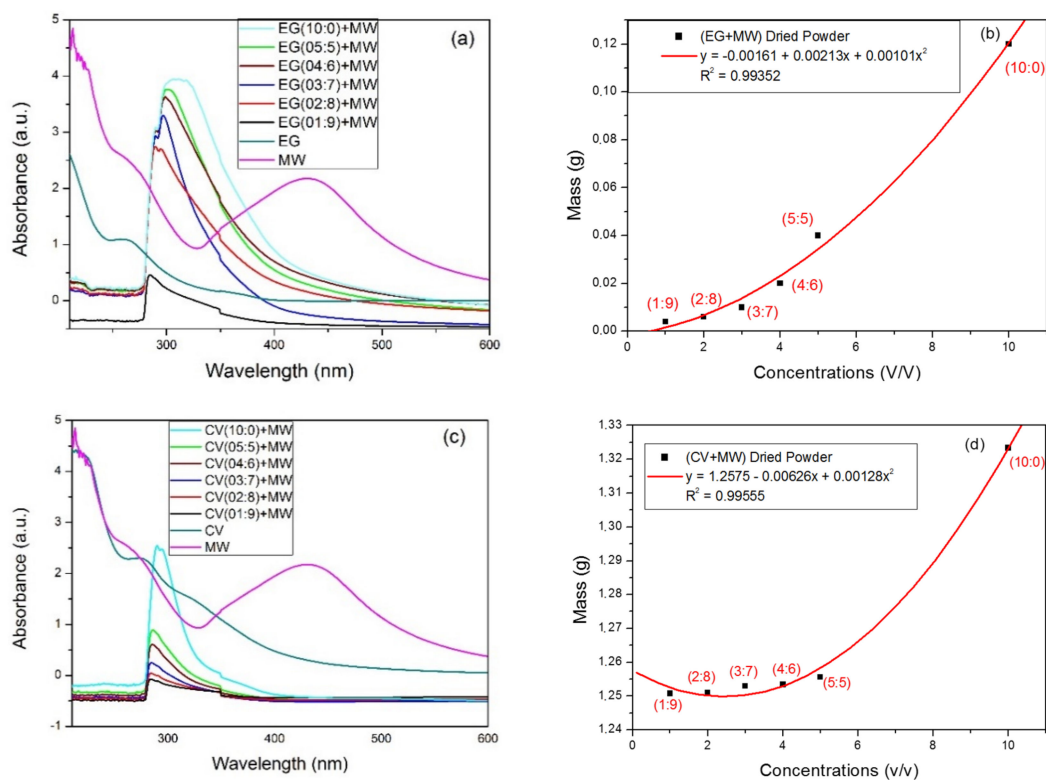 (a)
EG(10:0)+MW
EG(05:5)+MW
EG(04:6)+MW
EG(03:7)+MW
EG(02:8)+MW
EG(01:9)+MW
EG
MW
5
4
3
2
1
0
Absorbance (a.u.)
300 400 500 600
Wavelength (nm)
(b)
(EG+MW) Dried Powder
y = -0.00161 + 0.00213x + 0.00101x²
R² = 0.99352
0,12
0,08
0,04
0,02
0,01
0,00
Mass (g)
(10:0)
(5:5)
(4:6)
(3:7)
(2:8)
(1:9)
0 2 4 6 8 10
Concentrations (V/V)
(c)
CV(10:0)+MW
CV(05:5)+MW
CV(04:6)+MW
CV(03:7)+MW
CV(02:8)+MW
CV(01:9)+MW
CV
MW
5
4
3
2
1
0
-1
Absorbance (a.u.)
300 400 500 600
Wavelength (nm)
(d)
(CV+MW) Dried Powder
y = 1.2575 - 0.00626x + 0.00128x²
R² = 0.99555
1,33
1,32
1,31
1,30
1,29
1,28
1,27
1,26
1,25
1,24
Mass (g)
(10:0)
(1:9)
(2:8)
(3:7)
(4:6)
(5:5)
0 2 4 6 8 10
Concentrations (v/v)